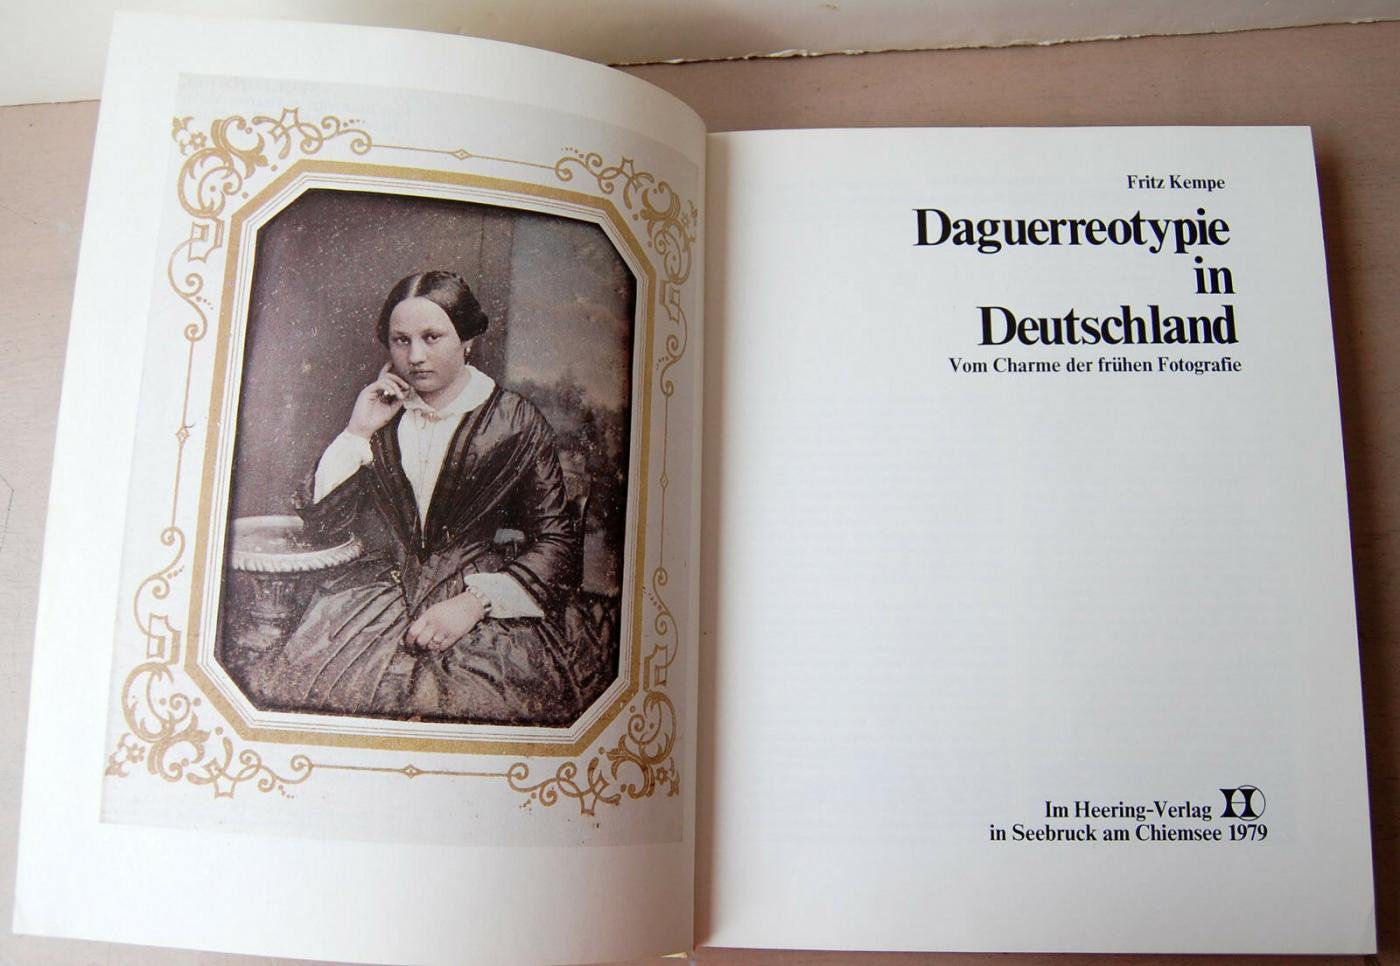 Fritz Kempe
Daguerreotypie
in
Deutschland
Vom Charme der frühen Fotografie
Im Heering-Verlag H
in Seebruck am Chiemsee 1979